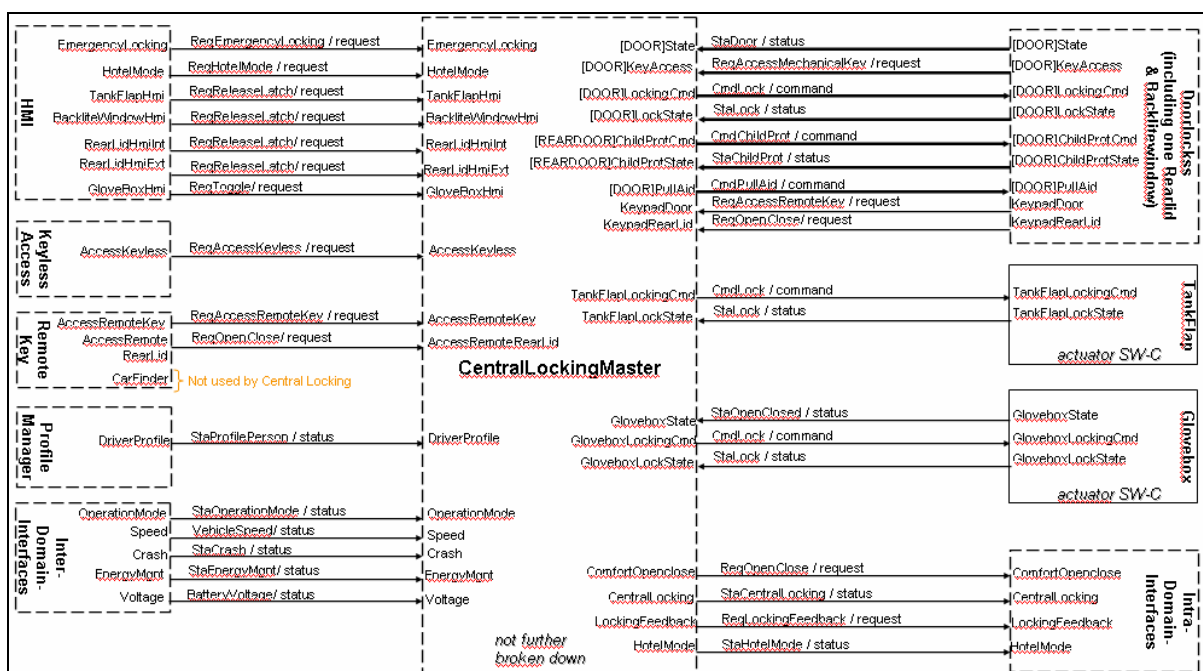 HMI
EmergencyLocking
ReqEmergencyLocking / request
EmergencyLocking
HotelMode
ReqHotelMode / request
HotelMode
TankFlapHmi
ReqReleaseLatch/ request
TankFlapHmi
BackliteWindowHmi
ReqReleaseLatch/ request
BackliteWindowHmi
RearLidHmiInt
ReqReleaseLatch/ request
RearLidHmiInt
RearLidHmiExt
ReqReleaseLatch / request
RearLidHmiExt
GloveBoxHmi
ReqToggle/ request
GloveBoxHmi
Keyless
Access
AccessKeyless
ReqAccessKeyless / request
AccessKeyless
Remote
Key
AccessRemoteKey
ReqAccessRemoteKey / request
AccessRemoteKey
AccessRemote
RearLid
ReqOpenClose/ request
AccessRemoteRearLid
CarFinder
Not used by Central Locking
Profile
Manager
DriverProfile
StaProfilePerson / status
DriverProfile
Inter-
Domain-
Interfaces
OperationMode
StaOperationMode / status
OperationMode
Speed
VehicleSpeed/ status
Speed
Crash
StaCrash / status
Crash
EnergyMgnt
StaEnergyMgnt/ status
EnergyMgnt
Voltage
BatteryVoltage/ status
Voltage
CentralLockingMaster
not further
broken down
[DOOR]State
StaDoor / status
[DOOR]State
[DOOR]KeyAccess
ReqAccessMechanicalKey / request
[DOOR]KeyAccess
[DOOR]LockingCmd
CmdLock / command
[DOOR]LockingCmd
[DOOR]LockState
StaLock / status
[DOOR]LockState
[REARDOOR]ChildProtCmd
CmdChildProt / command
[DOOR]ChildProtCmd
[REARDOOR]ChildProtState
StaChildProt / status
[DOOR]ChildProtState
[DOOR]PullAid
CmdPullAid / command
[DOOR]PullAid
KeypadDoor
ReqAccessRemoteKey / request
KeypadDoor
KeypadRearLid
ReqOpenClose/ request
KeypadRearLid
Doorlocks
(including one Rearlid
& Backlitewindow)
TankFlapLockingCmd
CmdLock / command
TankFlapLockingCmd
TankFlapLockState
StaLock / status
TankFlapLockState
actuator SW-C
TankFlap
GloveboxState
StaOpenClosed / status
GloveboxState
GloveboxLockingCmd
CmdLock / command
GloveboxLockingCmd
GloveboxLockState
StaLock / status
GloveboxLockState
actuator SW-C
Glovebox
ComfortOpenclose
ReqOpenClose / request
ComfortOpenclose
CentralLocking
StaCentralLocking / status
CentralLocking
LockingFeedback
ReqLockingFeedback / request
LockingFeedback
HotelMode
StaHotelMode / status
HotelMode
Intra-
Domain-
Interfaces